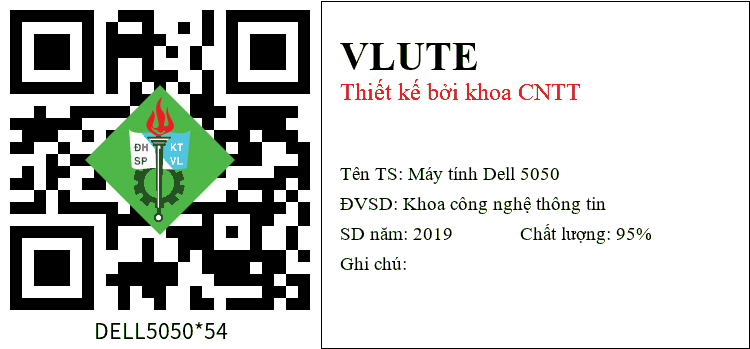 ĐH KT
SP VL
DELL5050*54
VLUTE
Thiết kế bởi khoa CNTT
Tên TS: Máy tính Dell 5050
ĐVSD: Khoa công nghệ thông tin
SD năm: 2019 Chất lượng: 95%
Ghi chú: